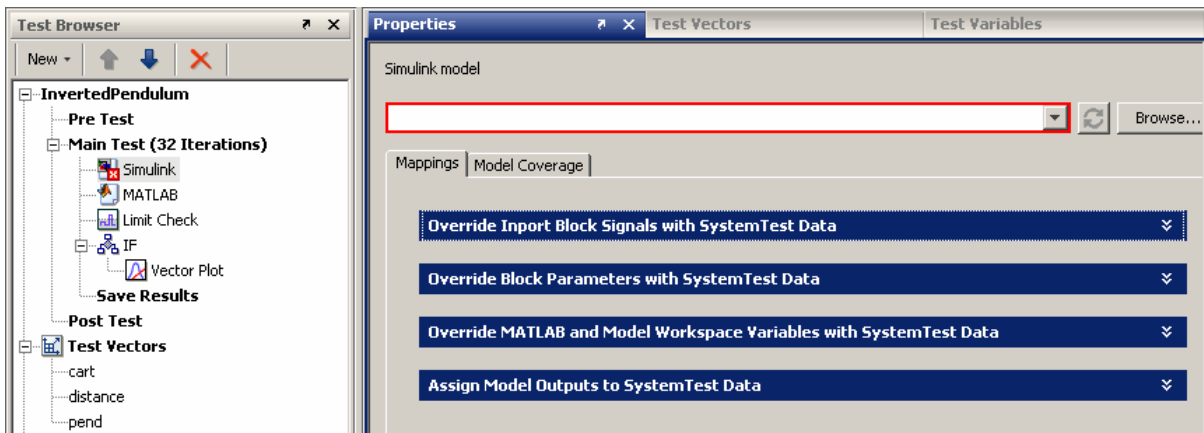 Test Browser
New
InvertedPendulum
Pre Test
Main Test (32 Iterations)
Simulink
MATLAB
Limit Check
IF
Vector Plot
Save Results
Post Test
Test Vectors
cart
distance
pend
Properties
Test Vectors
Test Variables
Simulink model
Browse...
Mappings
Model Coverage
Override Inport Block Signals with SystemTest Data
Override Block Parameters with SystemTest Data
Override MATLAB and Model Workspace Variables with SystemTest Data
Assign Model Outputs to SystemTest Data